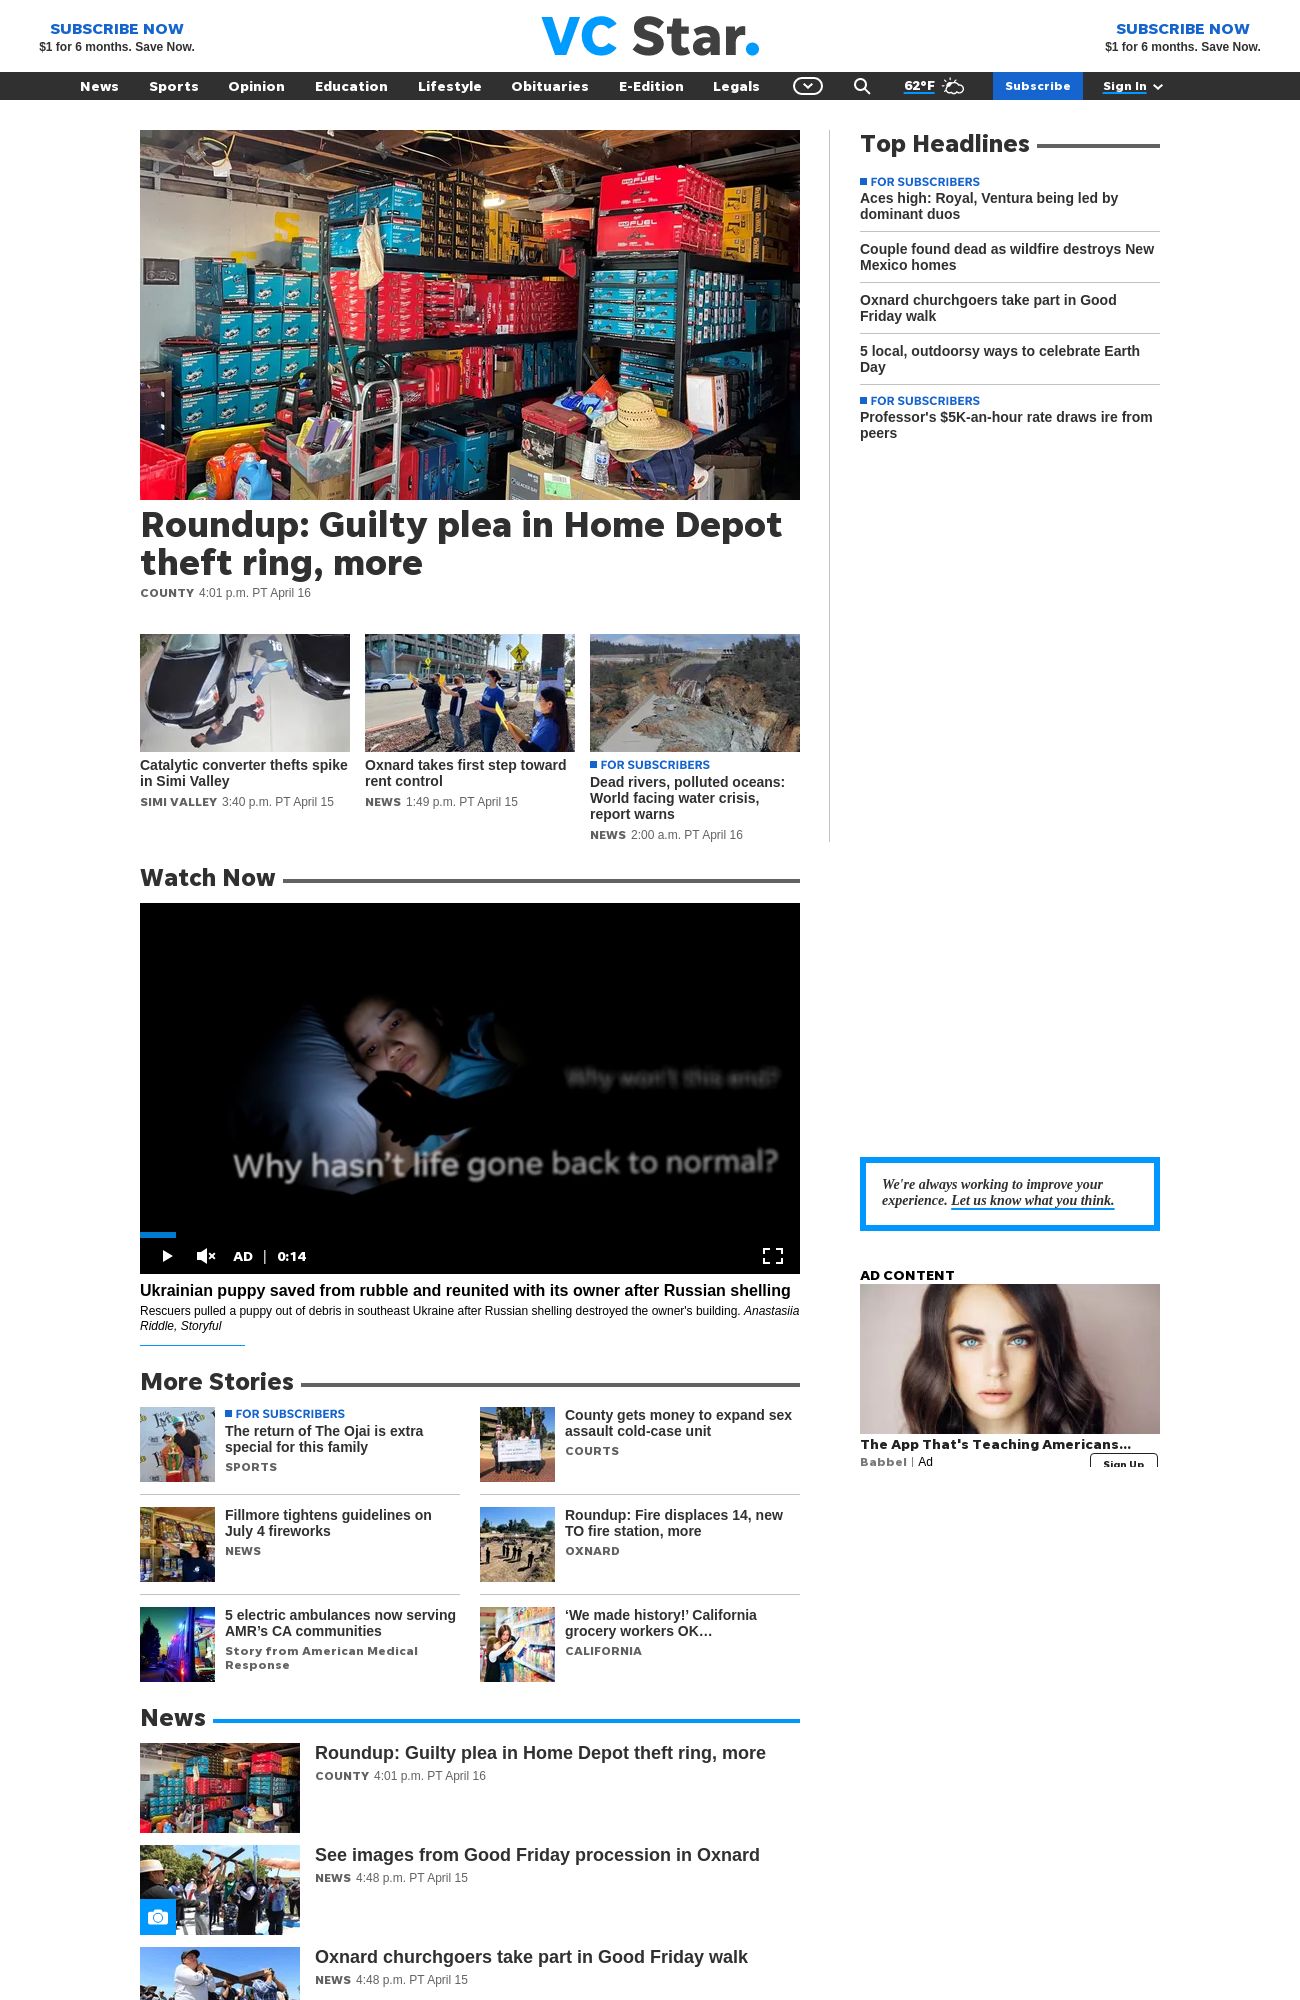 SUBSCRIBE NOW
$1 for 6 months. Save Now.
VC Star.
SUBSCRIBE NOW
$1 for 6 months. Save Now.
News Sports Opinion Education Lifestyle Obituaries E-Edition Legals 62°F Subscribe Sign In
Roundup: Guilty plea in Home Depot
theft ring, more
COUNTY 4:01 p.m. PT April 16
Catalytic converter thefts spike
in Simi Valley
SIMI VALLEY 3:40 p.m. PT April 15
Oxnard takes first step toward
rent control
NEWS 1:49 p.m. PT April 15
FOR SUBSCRIBERS
Dead rivers, polluted oceans:
World facing water crisis,
report warns
NEWS 2:00 a.m. PT April 16
Top Headlines
FOR SUBSCRIBERS
Aces high: Royal, Ventura being led by
dominant duos
Couple found dead as wildfire destroys New
Mexico homes
Oxnard churchgoers take part in Good
Friday walk
5 local, outdoorsy ways to celebrate Earth
Day
FOR SUBSCRIBERS
Professor's $5K-an-hour rate draws ire from
peers
Watch Now
Why won't this end?
Why hasn't life gone back to normal?
AD | 0:14
Ukrainian puppy saved from rubble and reunited with its owner after Russian shelling
Rescuers pulled a puppy out of debris in southeast Ukraine after Russian shelling destroyed the owner's building. Anastasiia
Riddle, Storyful
We're always working to improve your
experience. Let us know what you think.
AD CONTENT
The App That's Teaching Americans...
Babbel | Ad
Sign Up
More Stories
FOR SUBSCRIBERS
The return of The Ojai is extra
special for this family
SPORTS
County gets money to expand sex
assault cold-case unit
COURTS
Fillmore tightens guidelines on
July 4 fireworks
NEWS
Roundup: Fire displaces 14, new
TO fire station, more
OXNARD
5 electric ambulances now serving
AMR’s CA communities
Story from American Medical
Response
‘We made history!’ California
grocery workers OK…
CALIFORNIA
News
Roundup: Guilty plea in Home Depot theft ring, more
COUNTY 4:01 p.m. PT April 16
See images from Good Friday procession in Oxnard
NEWS 4:48 p.m. PT April 15
Oxnard churchgoers take part in Good Friday walk
NEWS 4:48 p.m. PT April 15